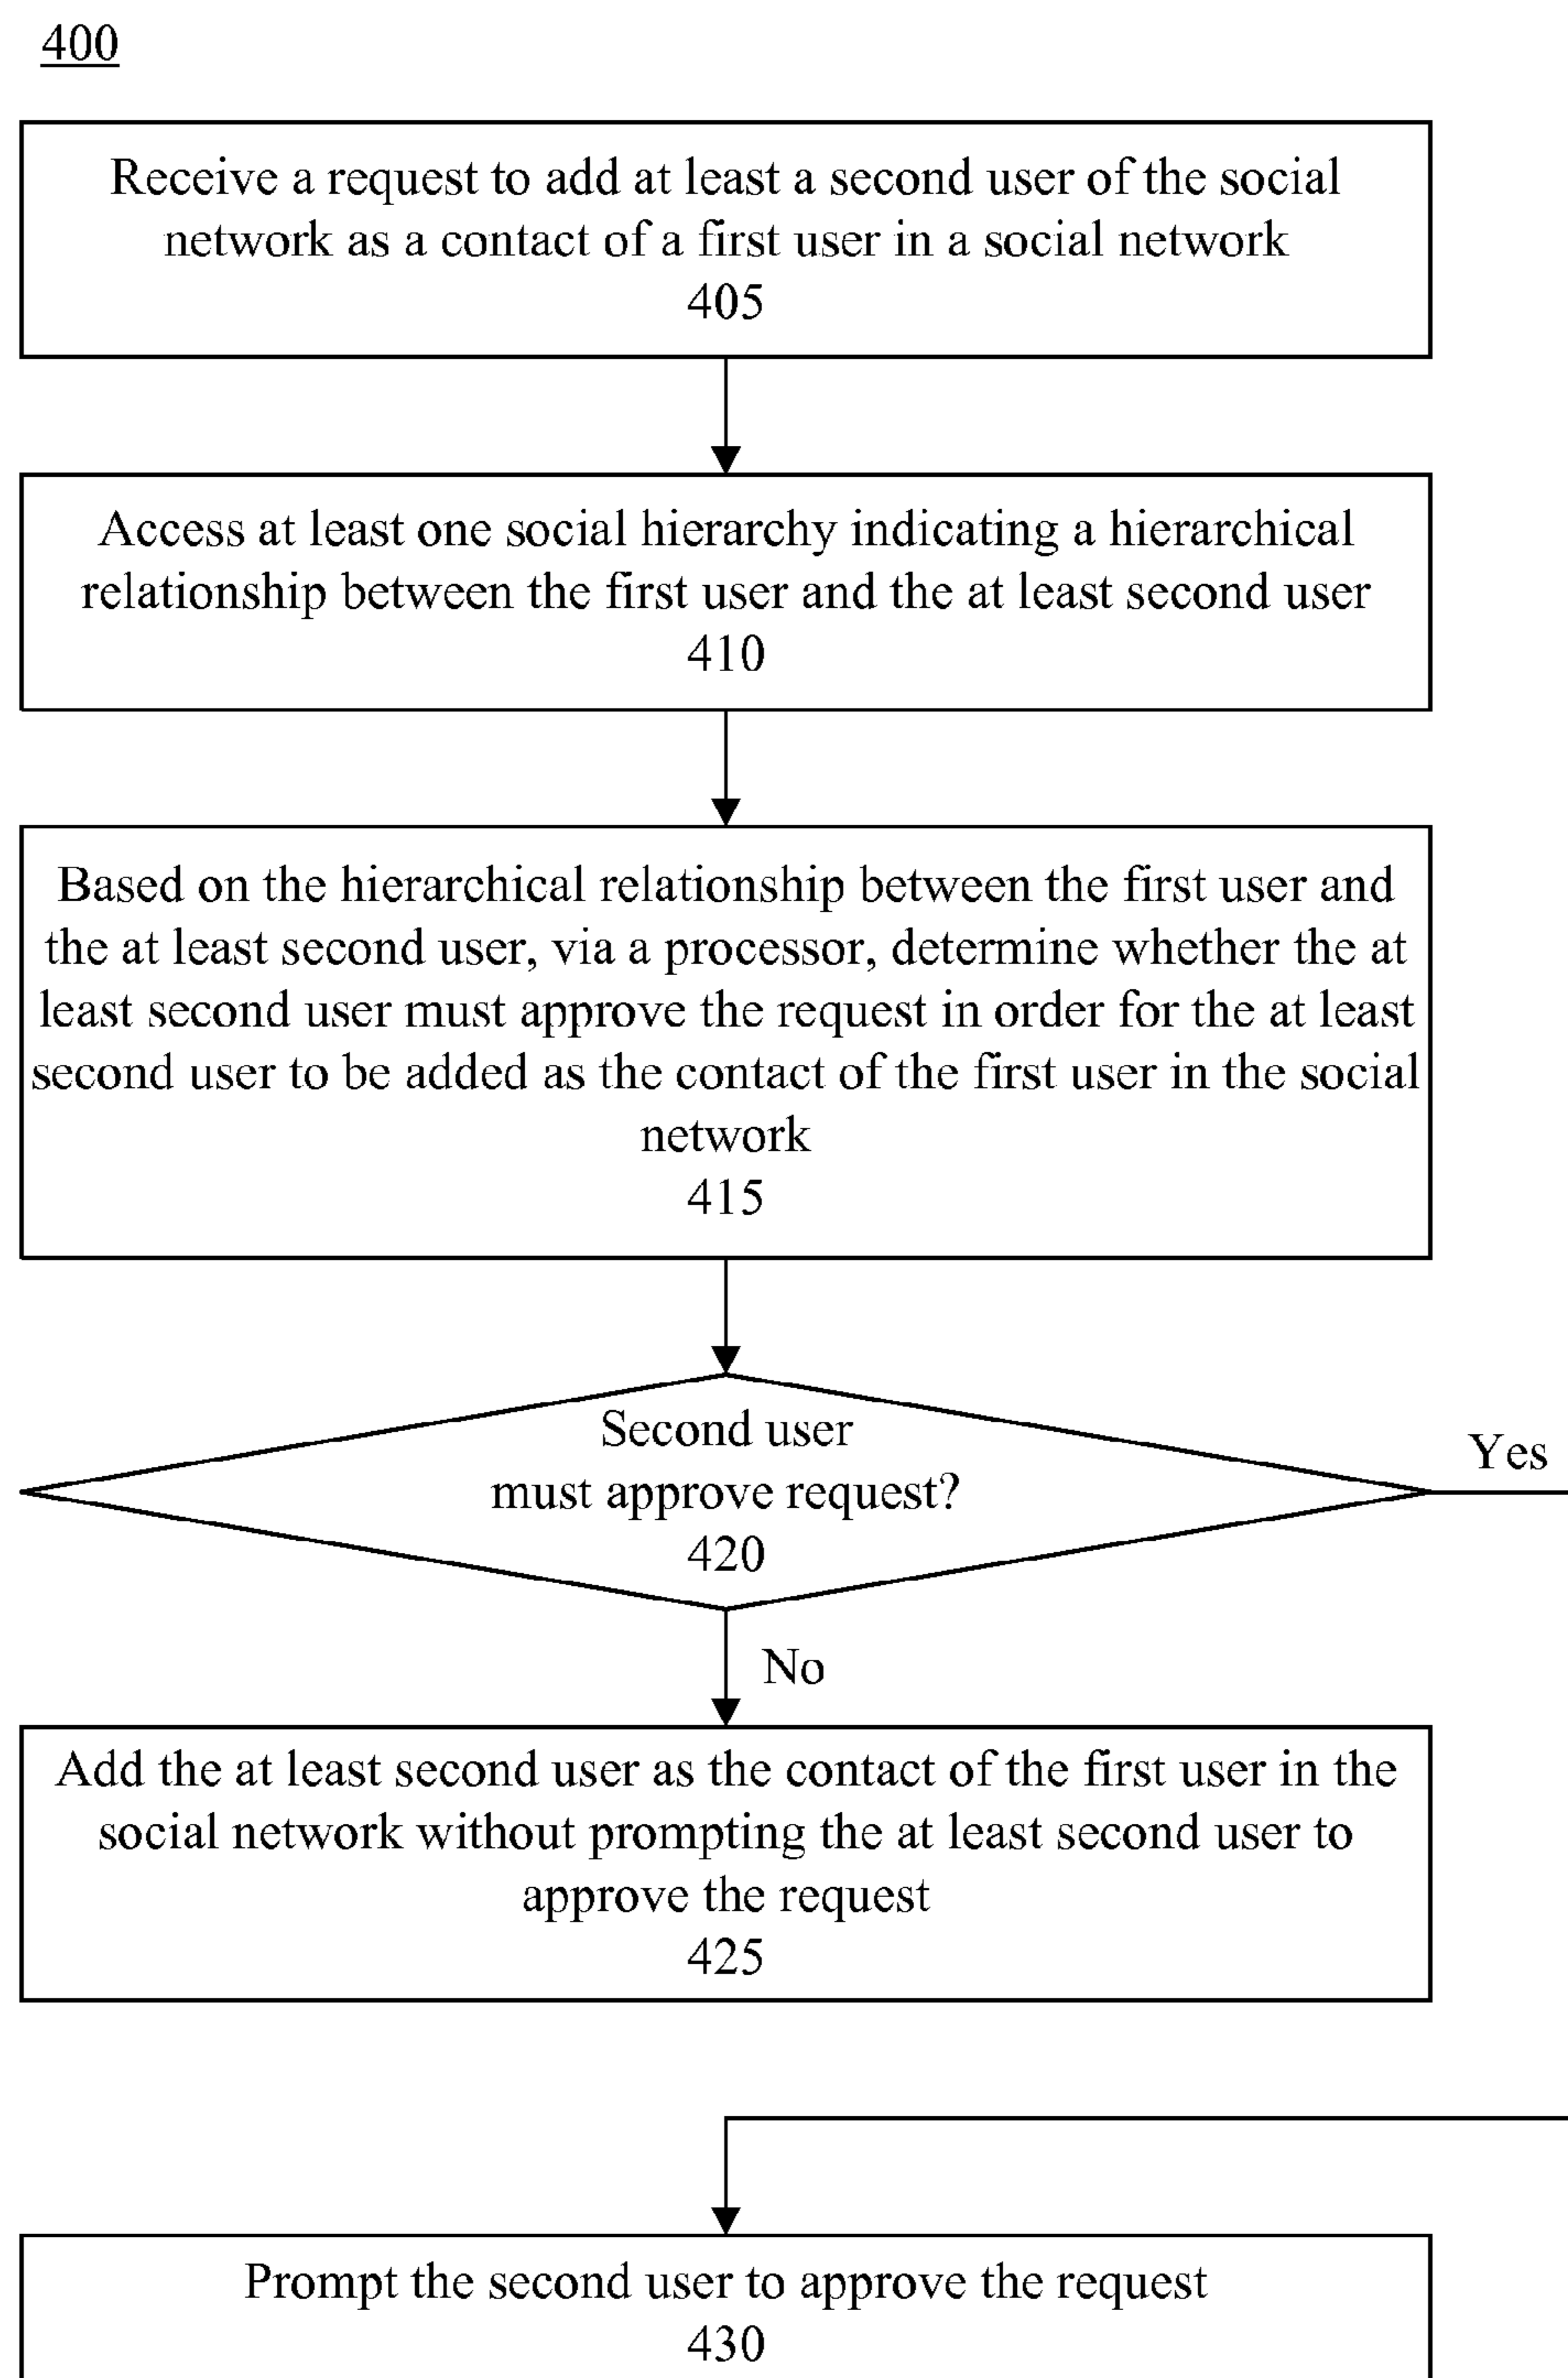 400
Receive a request to add at least a second user of the social
network as a contact of a first user in a social network
405
Access at least one social hierarchy indicating a hierarchical
relationship between the first user and the at least second user
410
Based on the hierarchical relationship between the first user and
the at least second user, via a processor, determine whether the at
least second user must approve the request in order for the at least
second user to be added as the contact of the first user in the social
network
415
Second user
must approve request?
420
Yes
No
Add the at least second user as the contact of the first user in the
social network without prompting the at least second user to
approve the request
425
Prompt the second user to approve the request
430